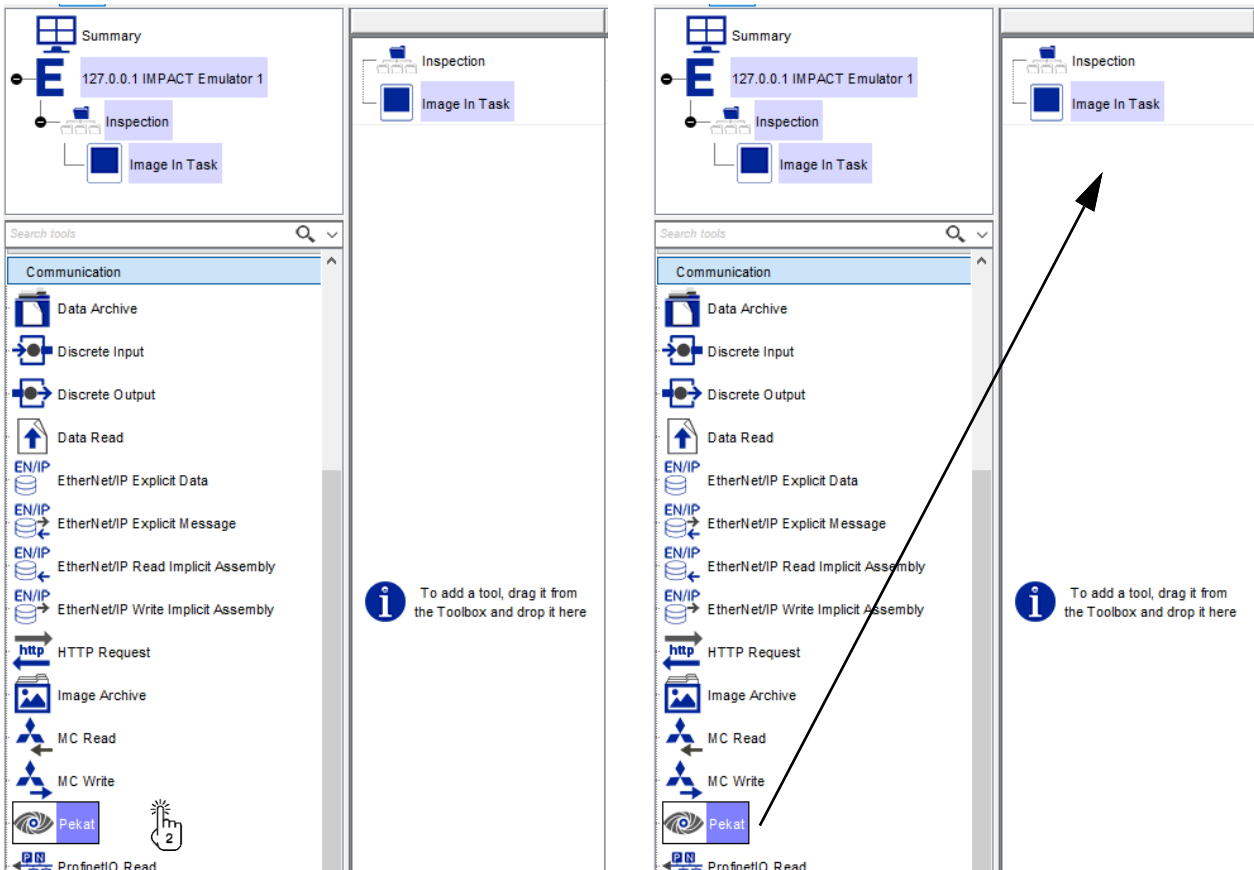 Summary
127.0.0.1 IMPACT Emulator 1
Inspection
Image In Task
Search tools
Communication
Data Archive
Discrete Input
Discrete Output
Data Read
EN/IP
EtherNet/IP Explicit Data
EN/IP
EtherNet/IP Explicit Message
EN/IP
EtherNet/IP Read Implicit Assembly
EN/IP
EtherNet/IP Write Implicit Assembly
http
HTTP Request
Image Archive
MC Read
MC Write
Pekat
2
P N
ProfinetIO Read
Inspection
Image In Task
To add a tool, drag it from
the Toolbox and drop it here
Summary
127.0.0.1 IMPACT Emulator 1
Inspection
Image In Task
Search tools
Communication
Data Archive
Discrete Input
Discrete Output
Data Read
EN/IP
EtherNet/IP Explicit Data
EN/IP
EtherNet/IP Explicit Message
EN/IP
EtherNet/IP Read Implicit Assembly
EN/IP
EtherNet/IP Write Implicit Assembly
http
HTTP Request
Image Archive
MC Read
MC Write
Pekat
P N
ProfinetIO Read
Inspection
Image In Task
To add a tool, drag it from
the Toolbox and drop it here